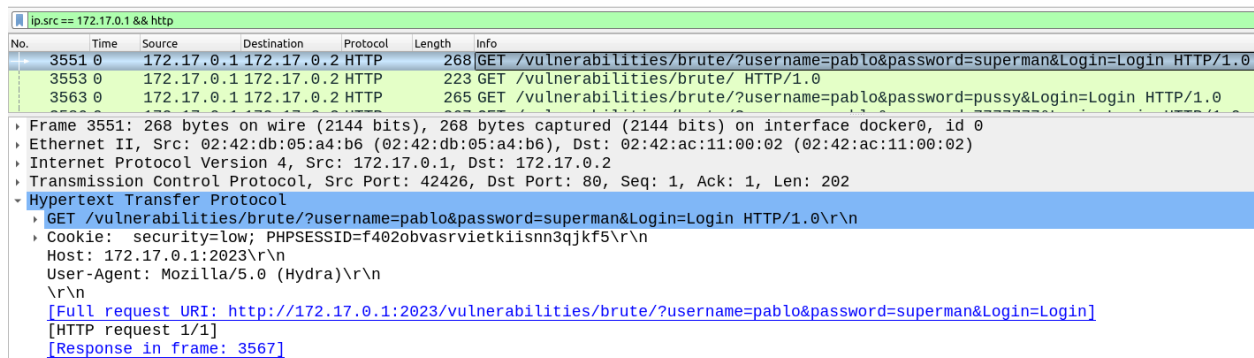 ip.src == 172.17.0.1 && http
No. Time Source Destination Protocol Length Info
3551 0 172.17.0.1 172.17.0.2 HTTP 268 GET /vulnerabilities/brute/?username=pablo&password=superman&Login=Login HTTP/1.0
3553 0 172.17.0.1 172.17.0.2 HTTP 223 GET /vulnerabilities/brute/ HTTP/1.0
3563 0 172.17.0.1 172.17.0.2 HTTP 265 GET /vulnerabilities/brute/?username=pablo&password=pussy&Login=Login HTTP/1.0
Frame 3551: 268 bytes on wire (2144 bits), 268 bytes captured (2144 bits) on interface docker0, id 0
Ethernet II, Src: 02:42:db:05:a4:b6 (02:42:db:05:a4:b6), Dst: 02:42:ac:11:00:02 (02:42:ac:11:00:02)
Internet Protocol Version 4, Src: 172.17.0.1, Dst: 172.17.0.2
Transmission Control Protocol, Src Port: 42426, Dst Port: 80, Seq: 1, Ack: 1, Len: 202
Hypertext Transfer Protocol
GET /vulnerabilities/brute/?username=pablo&password=superman&Login=Login HTTP/1.0\r\n
Cookie:  security=low; PHPSESSID=f402obvasrvietkiisnn3qjkf5\r\n
Host: 172.17.0.1:2023\r\n
User-Agent: Mozilla/5.0 (Hydra)\r\n
\r\n
[Full request URI: http://172.17.0.1:2023/vulnerabilities/brute/?username=pablo&password=superman&Login=Login]
[HTTP request 1/1]
[Response in frame: 3567]